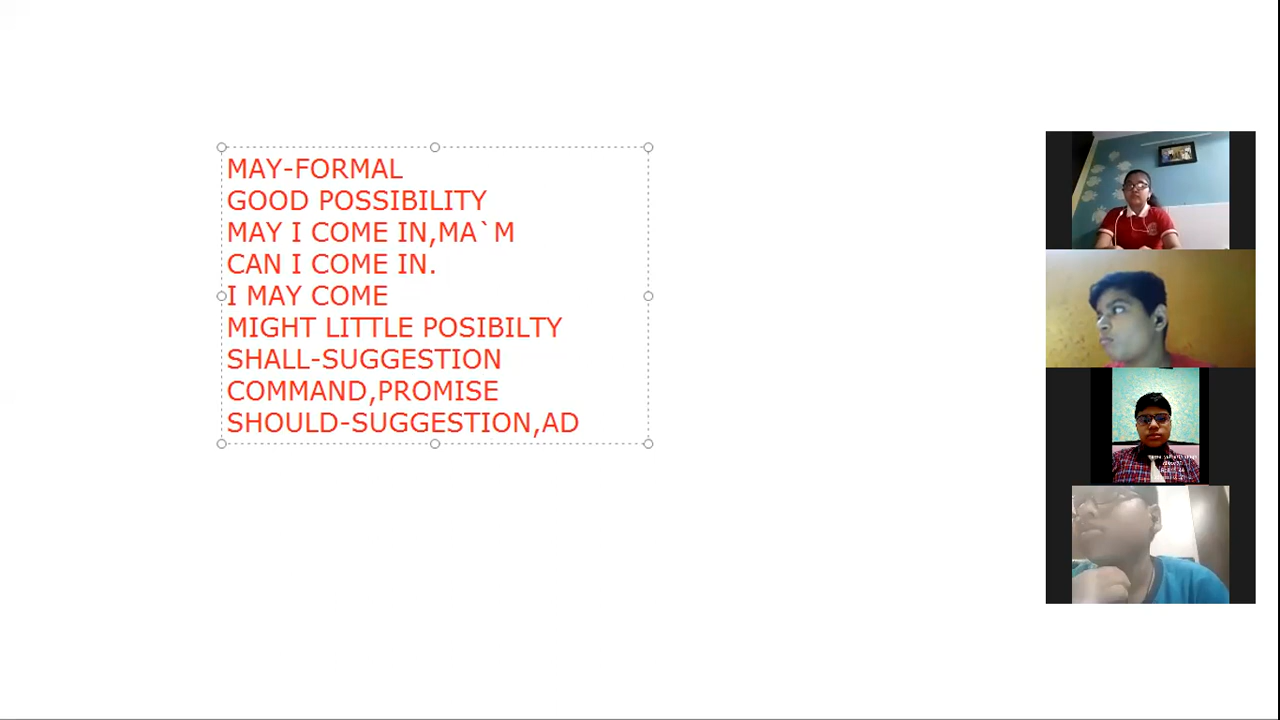 MAY-FORMAL
GOOD POSSIBILITY
MAY I COME IN,MA`M
CAN I COME IN.
I MAY COME
MIGHT LITTLE POSIBILTY
SHALL-SUGGESTION
COMMAND,PROMISE
SHOULD-SUGGESTION,AD